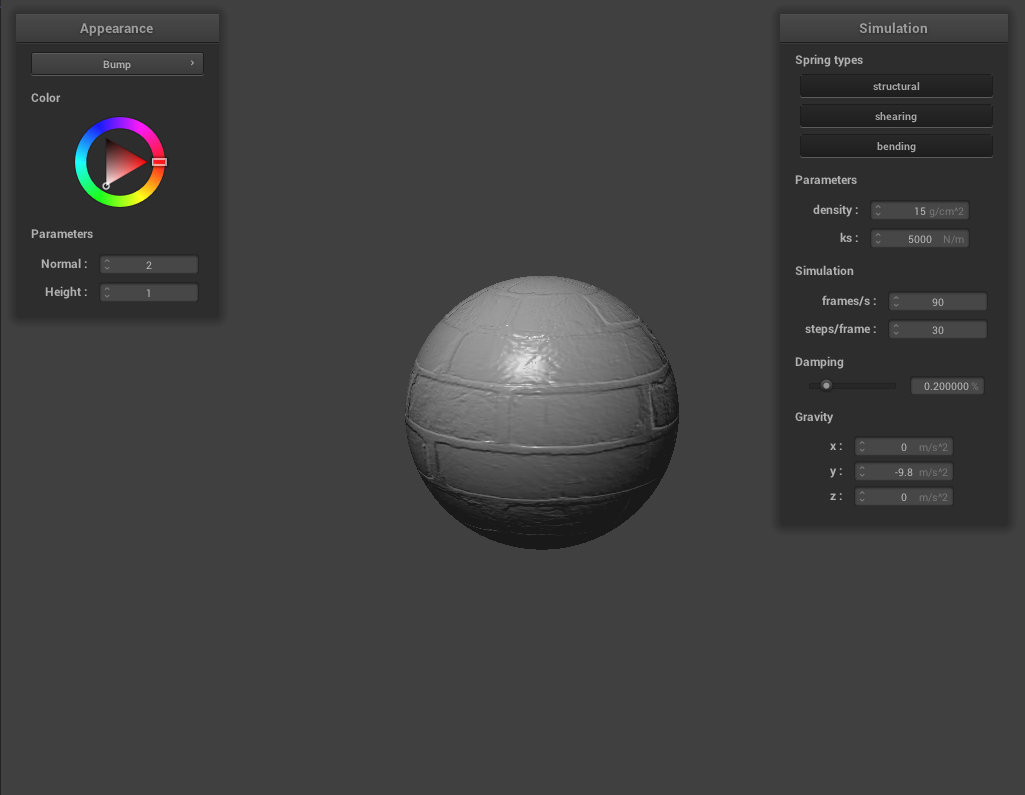 Appearance
Bump
Color
Parameters
Normal : 2
Height : 1
Simulation
Spring types
structural
shearing
bending
Parameters
density : 15 g/cm^2
ks : 5000 N/m
Simulation
frames/s : 90
steps/frame : 30
Damping
0.200000 %
Gravity
x : 0 m/s^2
y : -9.8 m/s^2
z : 0 m/s^2